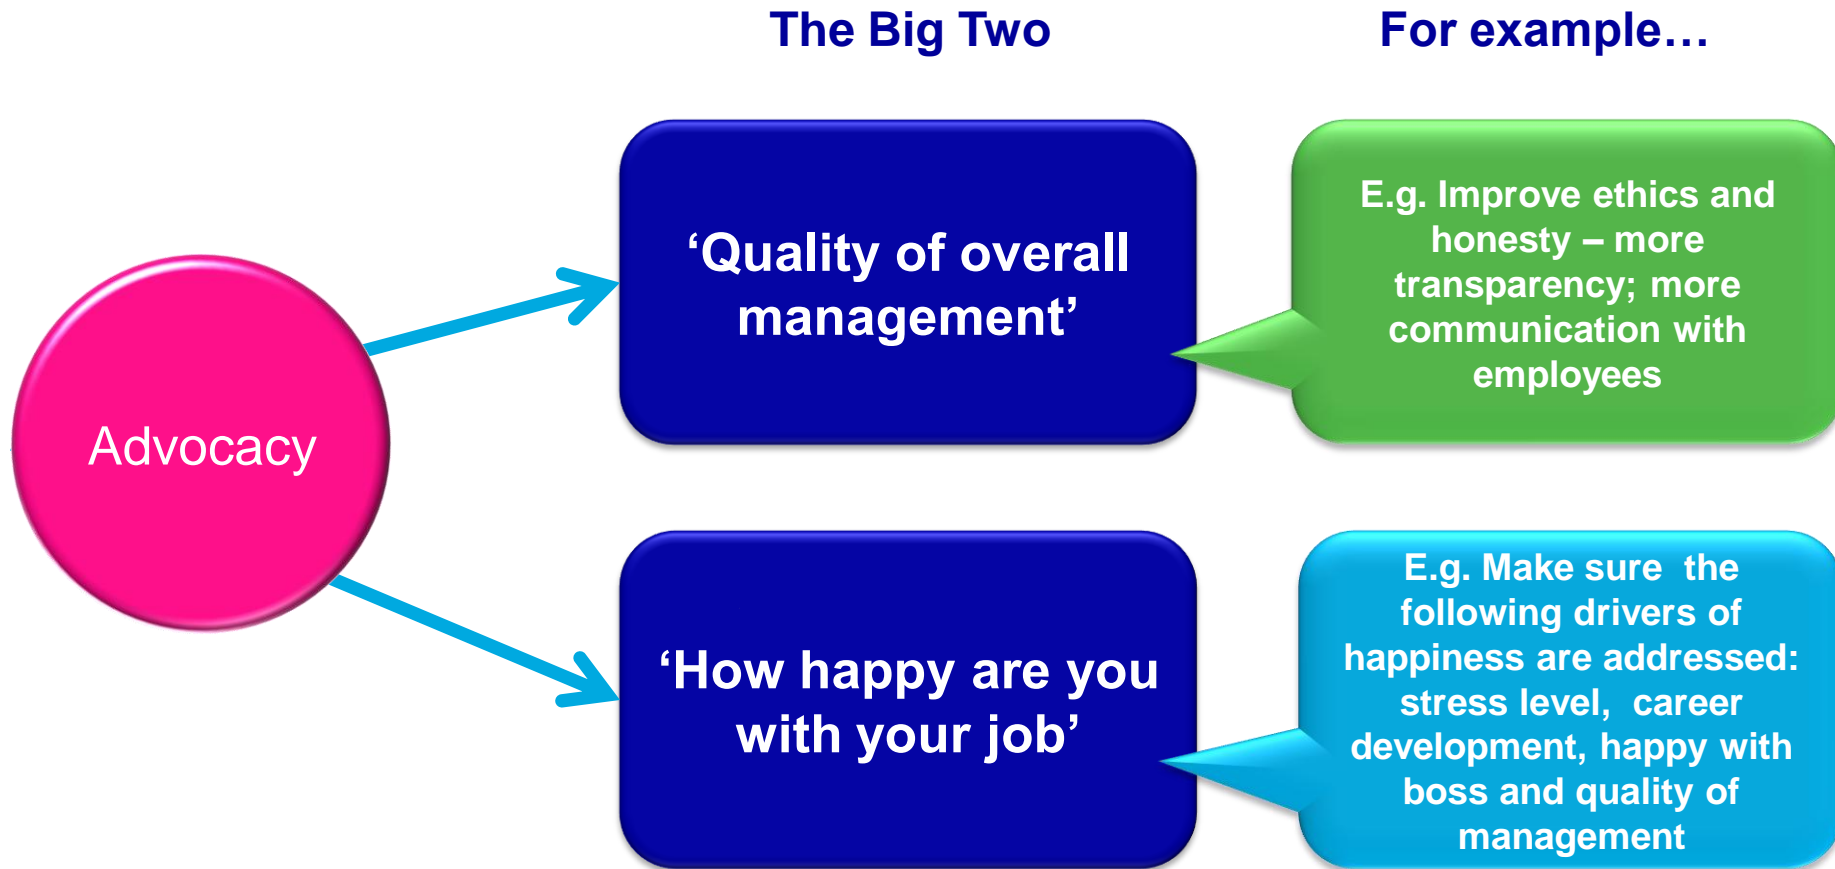 The Big Two
For example…
Advocacy
‘Quality of overall
management’
E.g. Improve ethics and
honesty – more
transparency; more
communication with
employees
‘How happy are you
with your job’
E.g. Make sure  the
following drivers of
happiness are addressed:
stress level,  career
development, happy with
boss and quality of
management